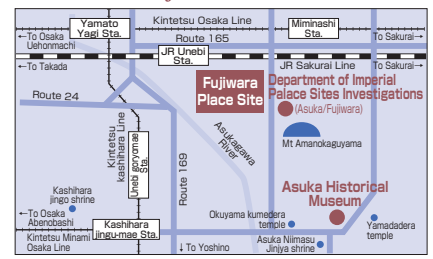 Yamato
Yagi Sta.
Kintetsu Osaka Line
Miminashi
Sta.
←To Osaka
Uehonmachi
Route 165
To Sakurai→
JR Unebi
Sta.
←To Takada
JR Sakurai Line
To Sakurai→
Fujiwara
Place Site
Department of Imperial
Palace Sites Investigations
(Asuka/Fujiwara)
Route 24
Mt Amanokaguyama
Kintetsu
kashihara Line
Unebi goryomae
Sta.
Route 169
Asukagawa
River
Kashihara
jingo shrine
Asuka Historical
Museum
←To Osaka
Abenobashi
Kashihara
Jingu-mae Sta.
Okuyama kumedera
temple
Yamadadera
temple
Kintetsu Minami
Osaka Line
↓To Yoshino
Asuka Niimasu
Jinjya shrine